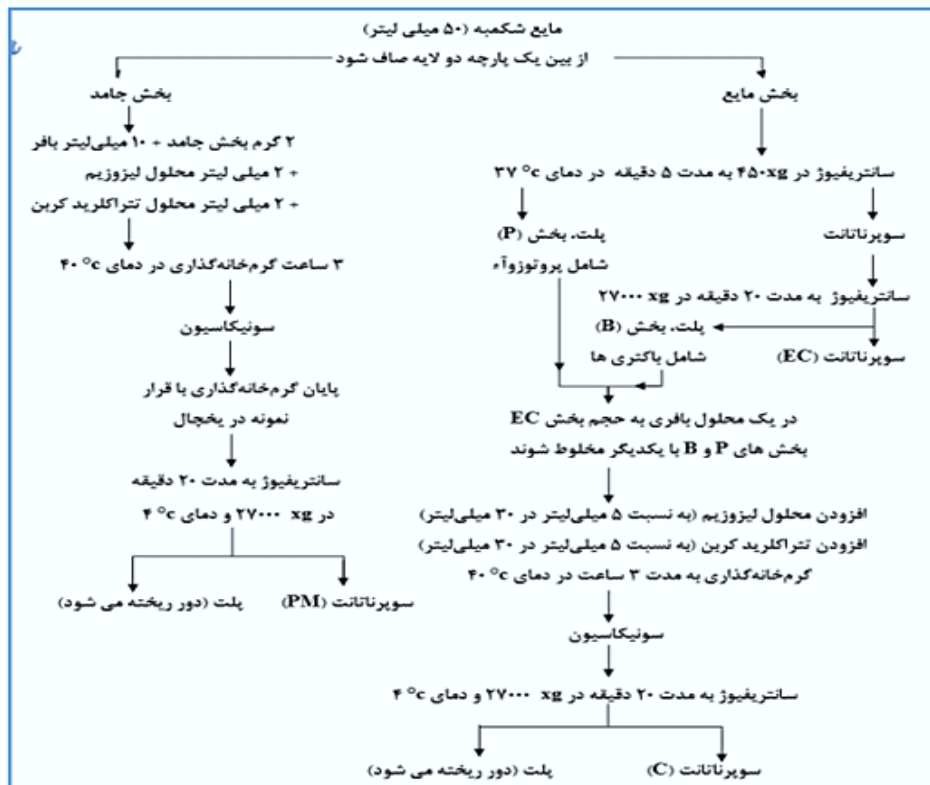 مایع شکمبه (۵۰ میلی لیتر)
از بین یک پارچه دو لایه صاف شود
بخش مایع
سانتریفیوژ در ۴۵۰xg به مدت ۵ دقیقه در دمای ۳۷ °c
سوپرناتانت
پلت، بخش (P)
شامل پروتوزوآء
سانتریفیوژ به مدت ۲۰ دقیقه در ۲۷۰۰۰ xg
پلت، بخش (B)
شامل باکتری ها
سوپرناتانت (EC)
در یک محلول بافری به حجم بخش EC
بخش های P و B با یکدیگر مخلوط شوند
افزودن محلول لیزوزیم (به نسبت ۵ میلی‌لیتر در ۳۰ میلی‌لیتر)
افزودن تتراکلرید کربن (به نسبت ۵ میلی‌لیتر در ۳۰ میلی‌لیتر)
گرم‌خانه‌گذاری به مدت ۳ ساعت در دمای ۴۰ °c
سونیکاسیون
سانتریفیوژ به مدت ۲۰ دقیقه در ۲۷۰۰۰ xg و دمای ۴ °c
سوپرناتانت (C)
پلت (دور ریخته می شود)
بخش جامد
۲ گرم بخش جامد + ۱۰ میلی‌لیتر بافر
+ ۲ میلی لیتر محلول لیزوزیم
+ ۲ میلی لیتر محلول تتراکلرید کربن
۳ ساعت گرم‌خانه‌گذاری در دمای ۴۰ °c
سونیکاسیون
پایان گرم‌خانه‌گذاری با قرار
نمونه در یخچال
سانتریفیوژ به مدت ۲۰ دقیقه
در ۲۷۰۰۰ xg و دمای ۴ °c
سوپرناتانت (PM)
پلت (دور ریخته می شود)